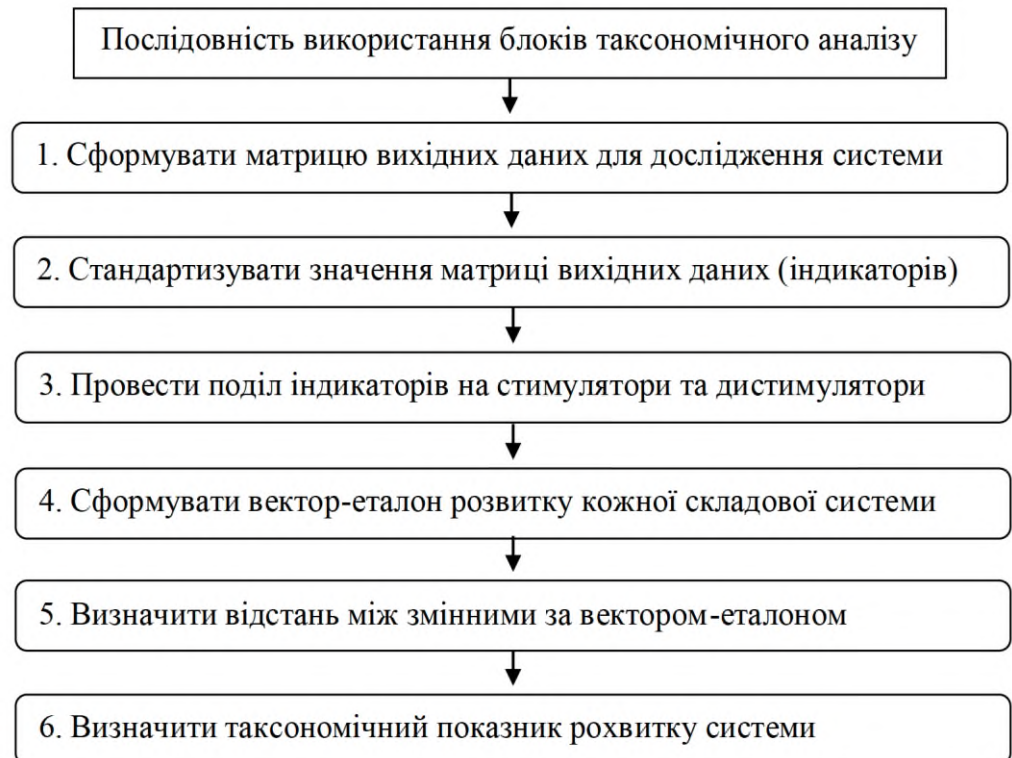 Послідовність використання блоків таксономічного аналізу
1. Сформувати матрицю вихідних даних для дослідження системи
2. Стандартизувати значення матриці вихідних даних (індикаторів)
3. Провести поділ індикаторів на стимулятори та дистимулятори
4. Сформувати вектор-еталон розвитку кожної складової системи
5. Визначити відстань між змінними за вектором-еталоном
6. Визначити таксономічний показник рохвитку системи